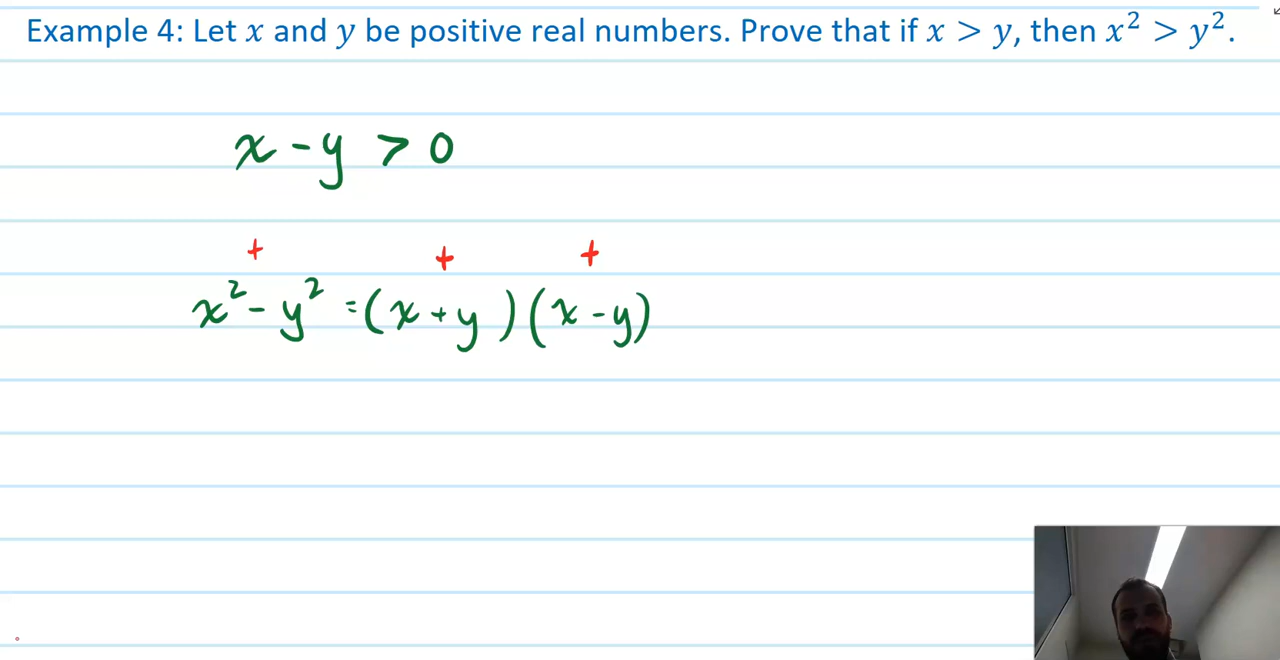 Example 4: Let x and y be positive real numbers. Prove that if x > y, then x² > y².
x - y > 0
+ + +
x² - y² = (x + y)(x - y)